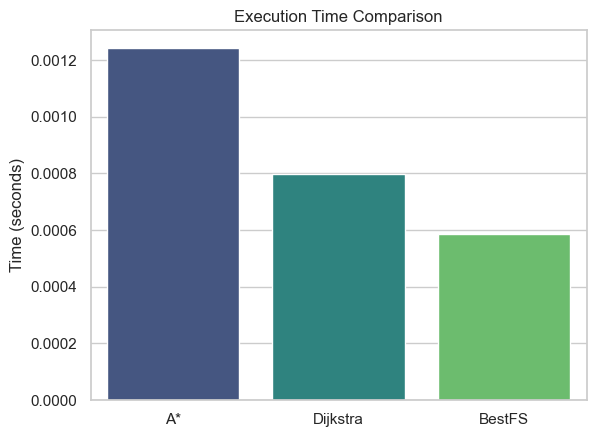 Execution Time Comparison
Time (seconds)
0.0012
0.0010
0.0008
0.0006
0.0004
0.0002
0.0000
A*
Dijkstra
BestFS